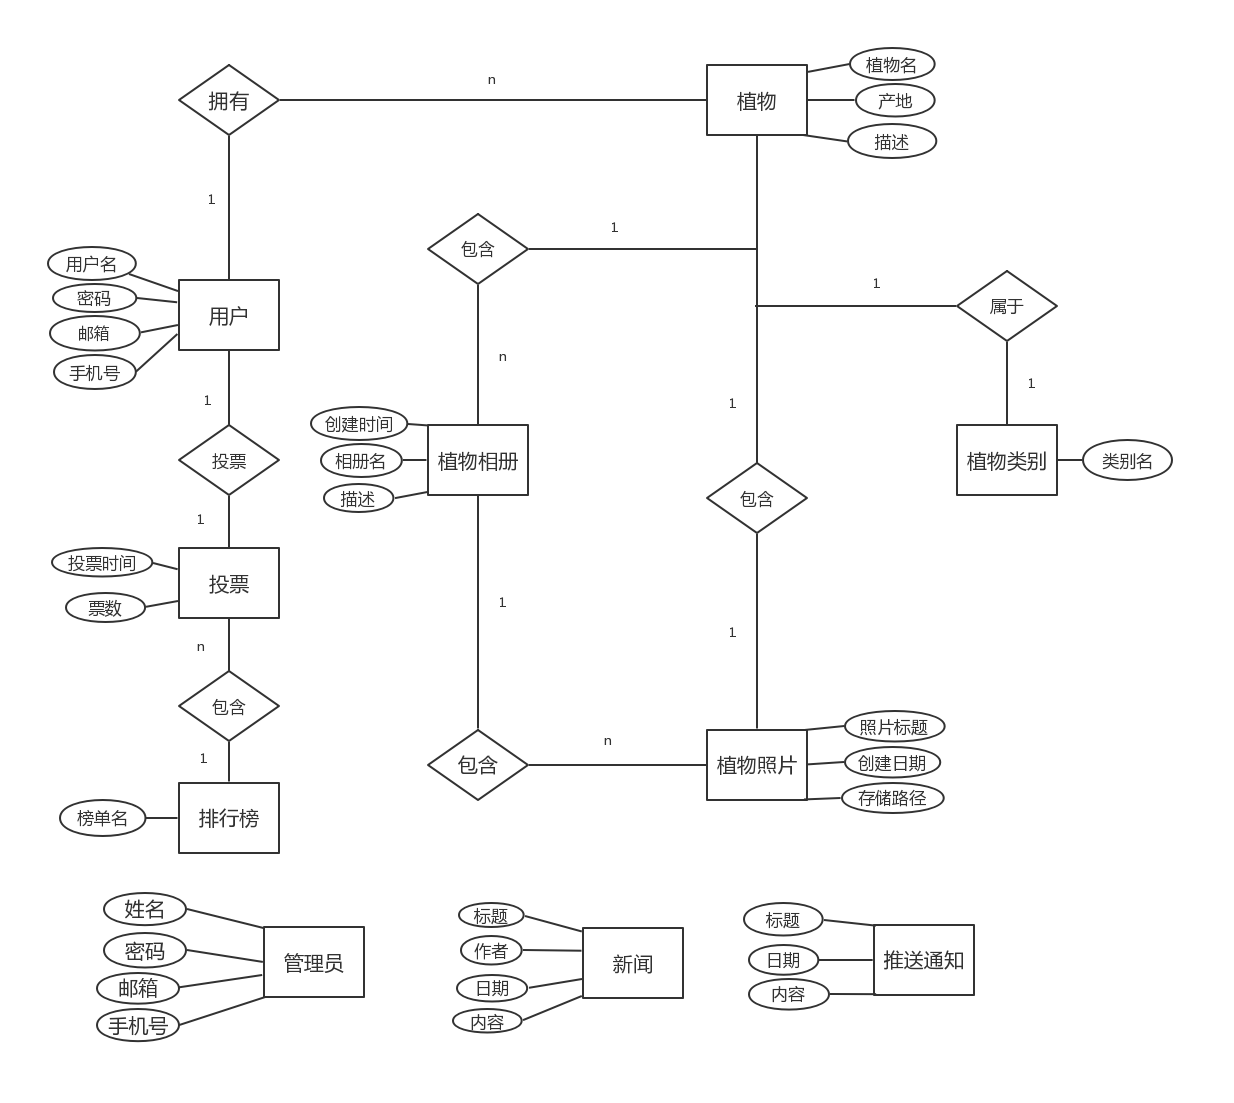 植物名
n
拥有
植物
产地
描述
1
包含
1
用户名
密码
用户
邮箱
手机号
1
属于
n
1
1
1
创建时间
植物相册
相册名
描述
投票
植物类别
类别名
包含
1
投票时间
投票
票数
1
1
n
包含
n
1
包含
植物照片
照片标题
创建日期
存储路径
榜单名
排行榜
姓名
密码
管理员
邮箱
手机号
标题
作者
新闻
日期
内容
标题
推送通知
日期
内容